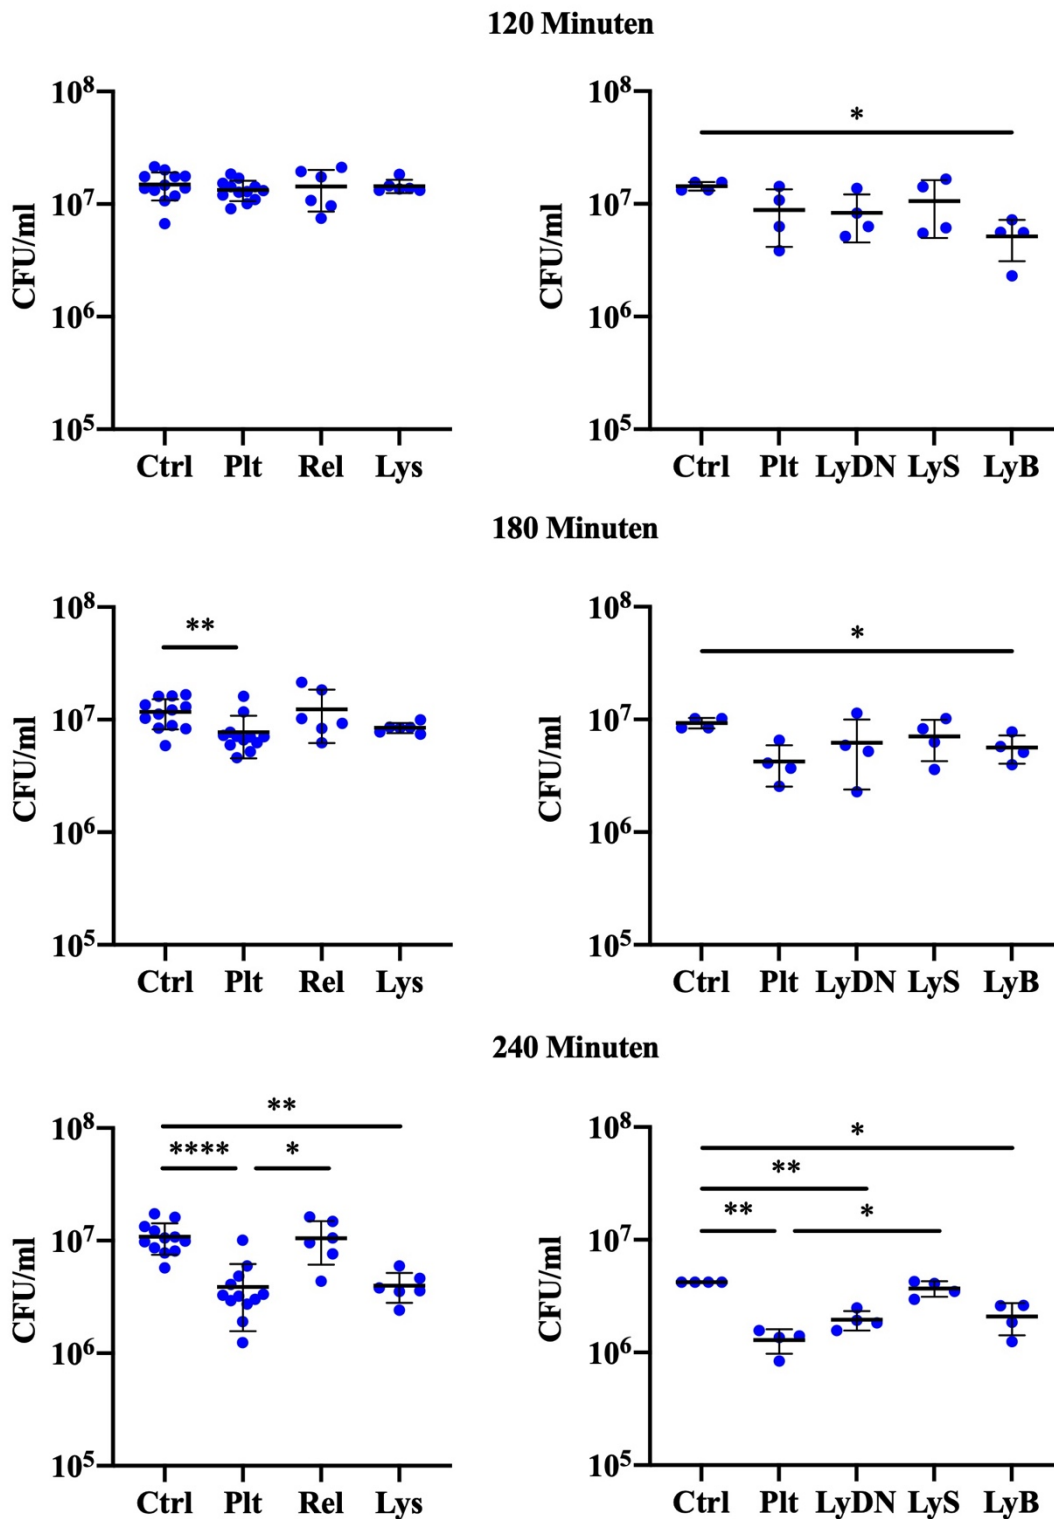 120 Minuten
10⁸
10⁷
10⁶
10⁵
CFU/ml
Ctrl Plt Rel Lys
*
10⁸
10⁷
10⁶
10⁵
CFU/ml
Ctrl Plt LyDN LyS LyB
180 Minuten
**
10⁸
10⁷
10⁶
10⁵
CFU/ml
Ctrl Plt Rel Lys
*
10⁸
10⁷
10⁶
10⁵
CFU/ml
Ctrl Plt LyDN LyS LyB
240 Minuten
**
**** *
10⁸
10⁷
10⁶
10⁵
CFU/ml
Ctrl Plt Rel Lys
*
**
** *
10⁸
10⁷
10⁶
10⁵
CFU/ml
Ctrl Plt LyDN LyS LyB